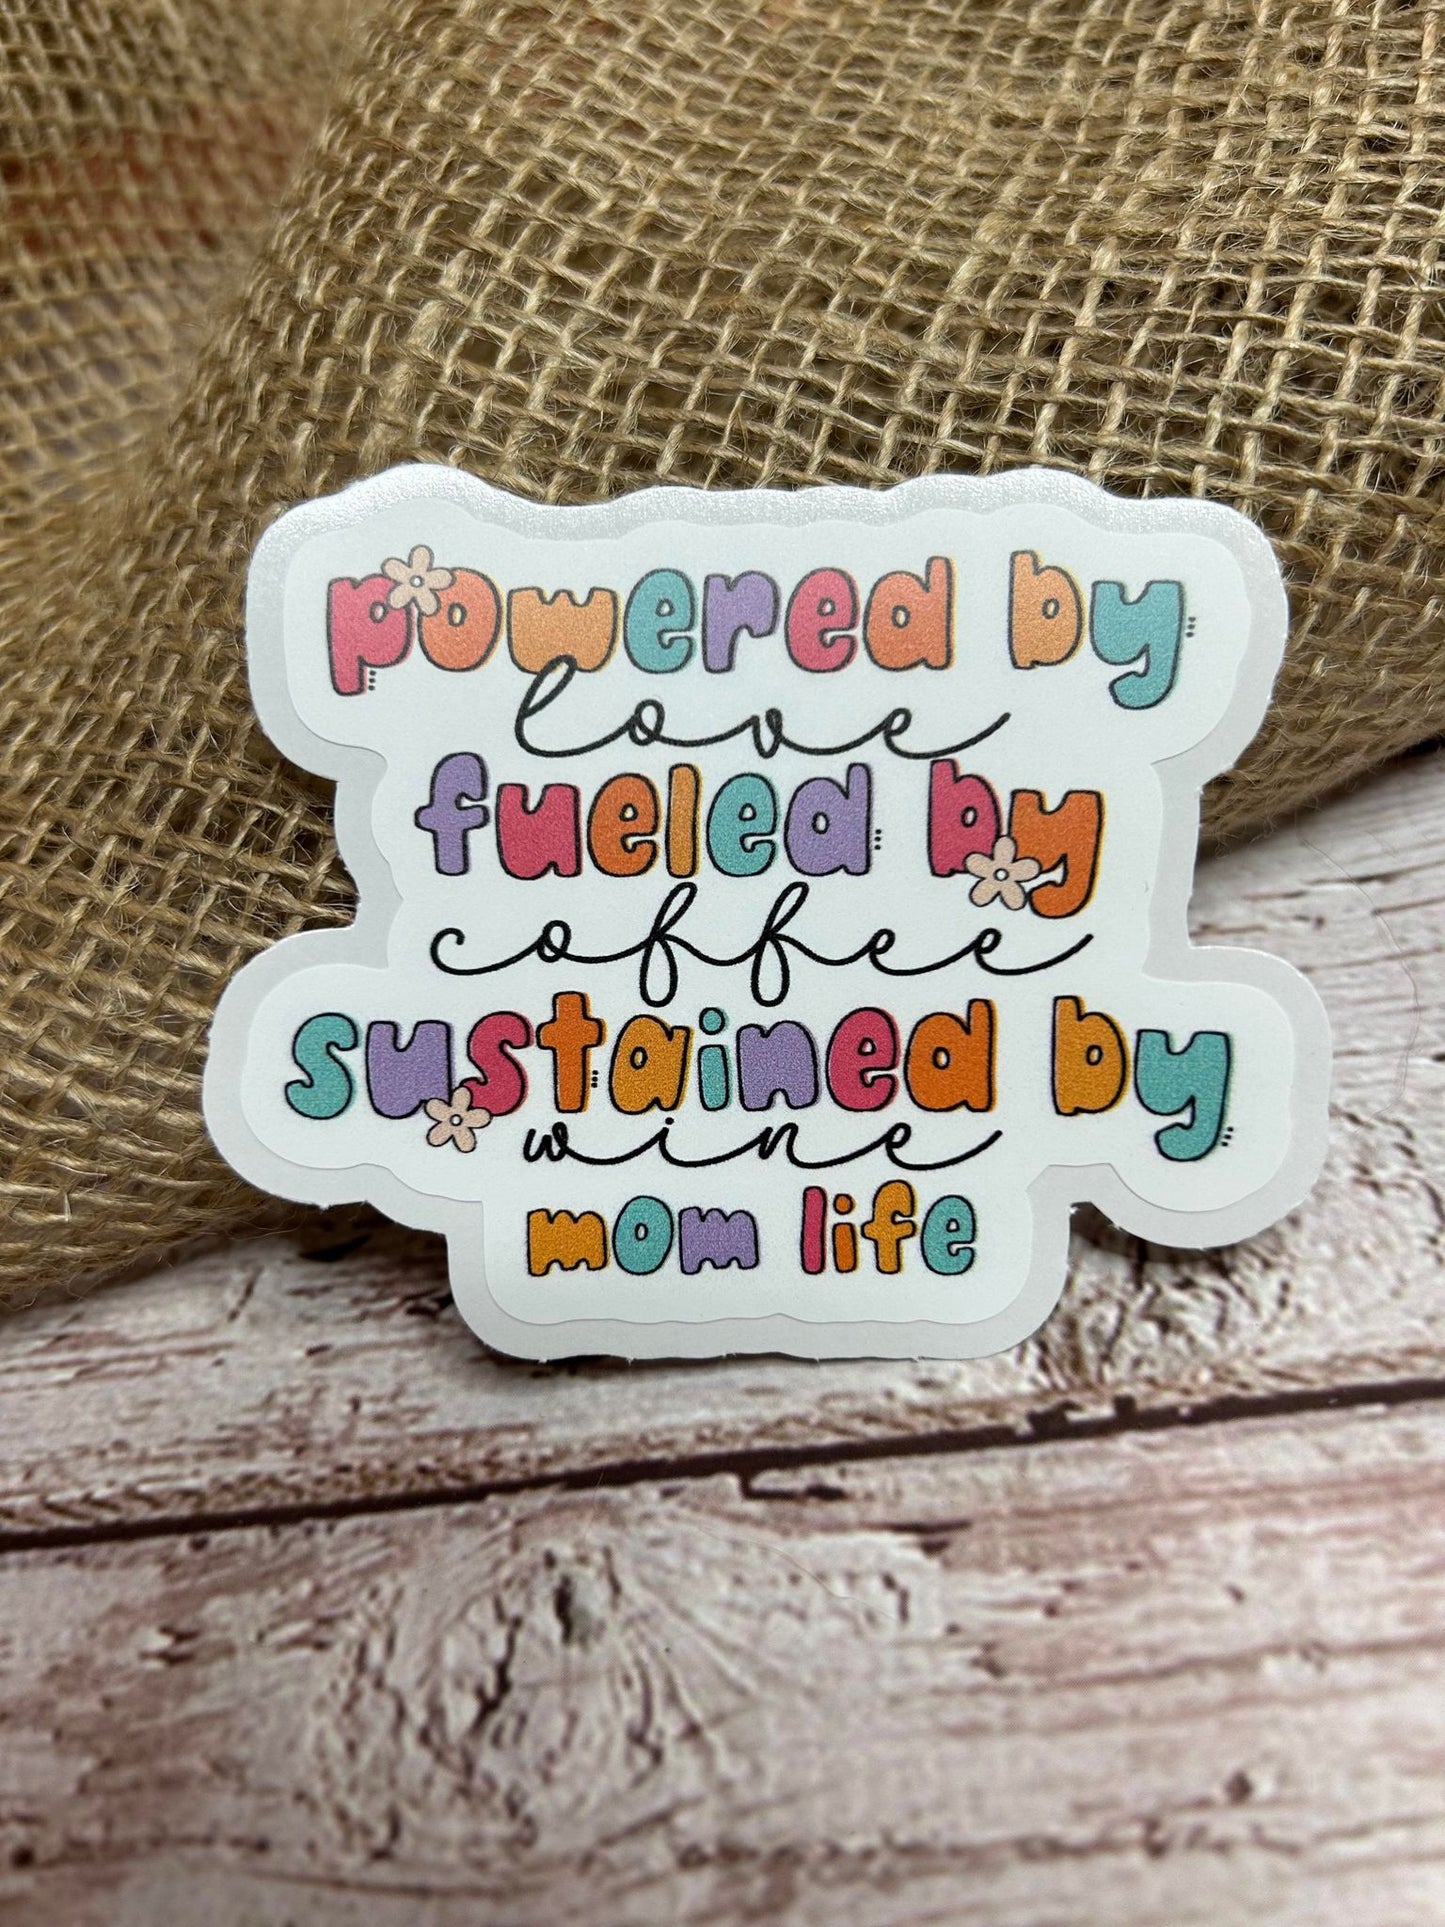 powered by
love
fueled by
coffee
sustained by
wine
mom life